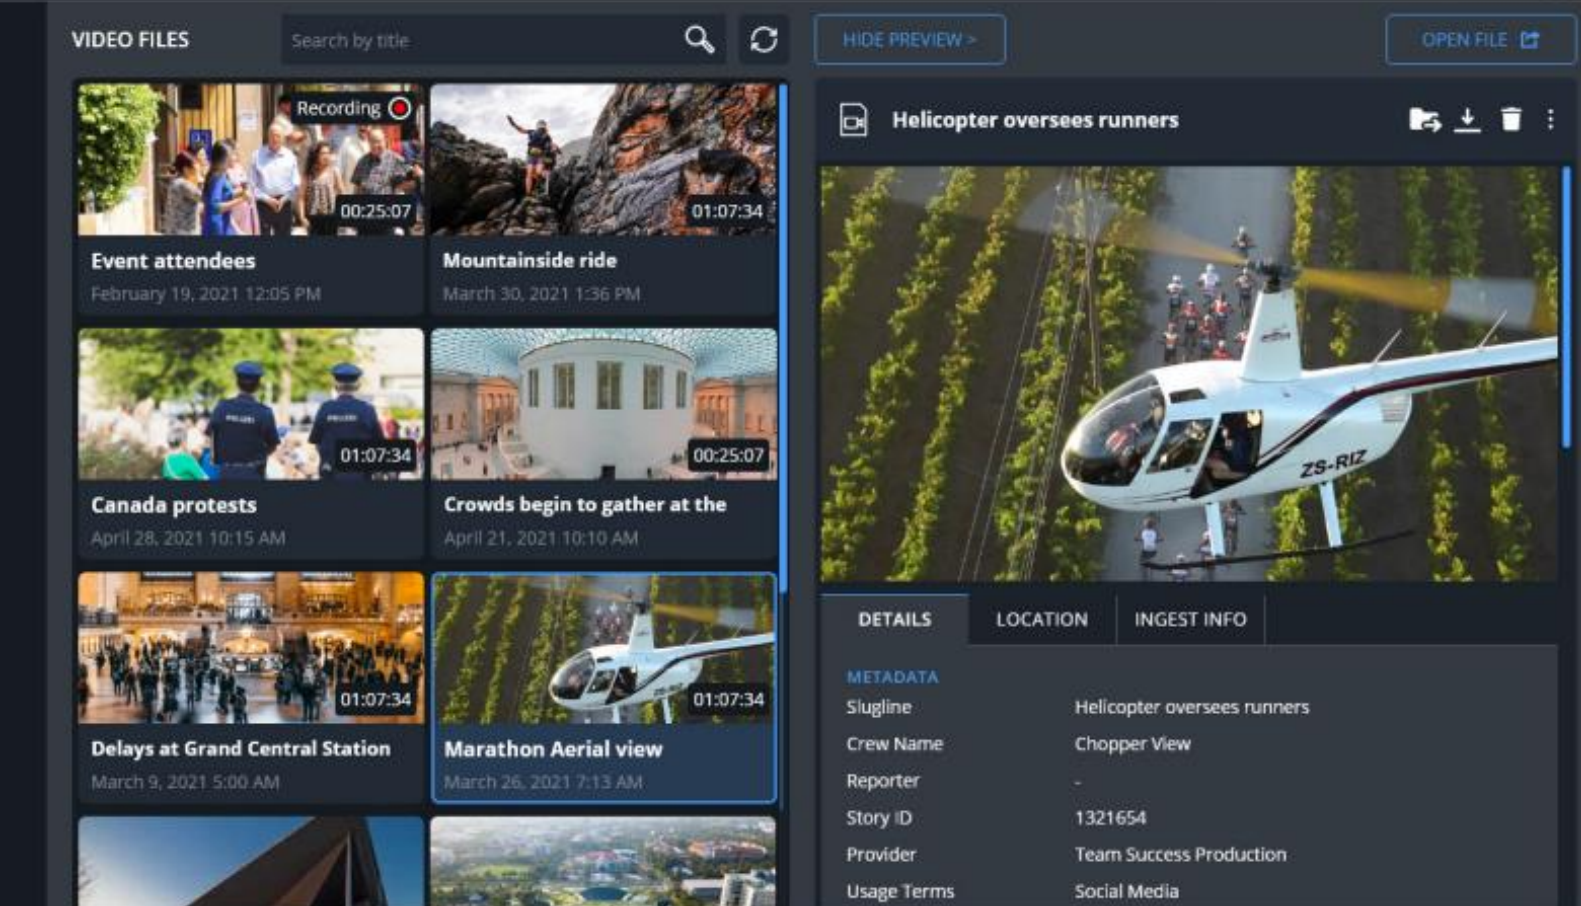 VIDEO FILES
Search by title
HIDE PREVIEW >
OPEN FILE
Recording
00:25:07
Event attendees
February 19, 2021 12:05 PM
01:07:34
Mountainside ride
March 30, 2021 1:36 PM
POLIZEI
01:07:34
Canada protests
April 28, 2021 10:15 AM
00:25:07
Crowds begin to gather at the
April 21, 2021 10:10 AM
01:07:34
Delays at Grand Central Station
March 9, 2021 5:00 AM
ZS-RIZ
01:07:34
Marathon Aerial view
March 26, 2021 7:13 AM
Helicopter oversees runners
ZS-RIZ
DETAILS
LOCATION
INGEST INFO
METADATA
Slugline Helicopter oversees runners
Crew Name Chopper View
Reporter -
Story ID 1321654
Provider Team Success Production
Usage Terms Social Media